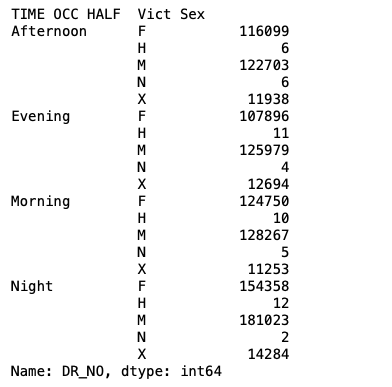 TIME OCC HALF  Vict Sex
Afternoon      F           116099
               H                6
               M           122703
               N                6
               X            11938
Evening        F           107896
               H               11
               M           125979
               N                4
               X            12694
Morning        F           124750
               H               10
               M           128267
               N                5
               X            11253
Night          F           154358
               H               12
               M           181023
               N                2
               X            14284
Name: DR_NO, dtype: int64